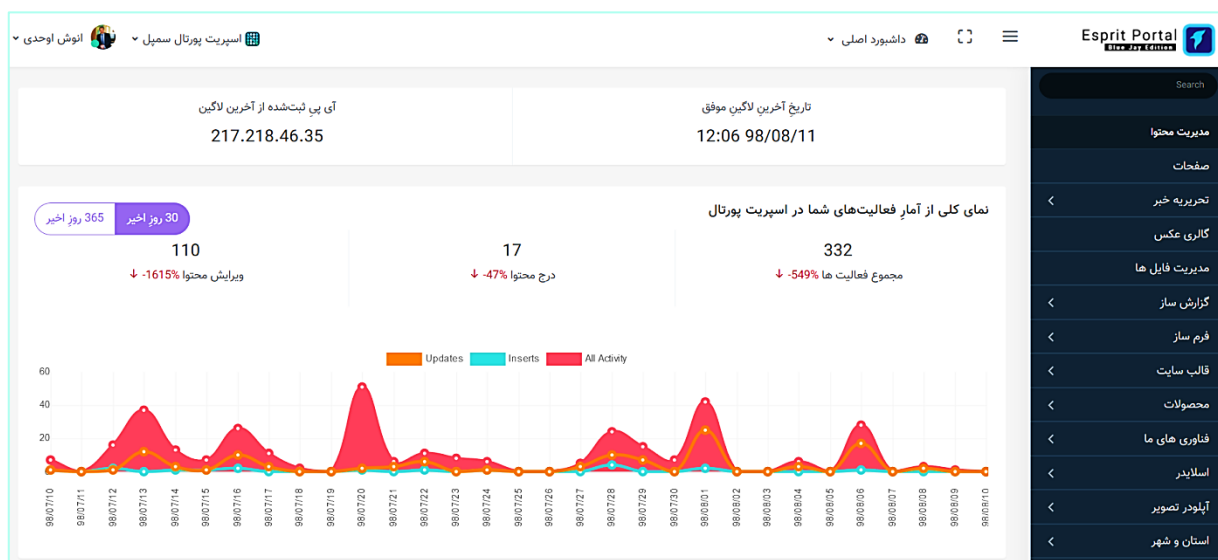 Esprit Portal
Blue Jay Edition
داشبورد اصلی
اسپریت پورتال سمپل
انوش اوحدی
Search
مدیریت محتوا
صفحات
تحریریه خبر
گالری عکس
مدیریت فایل ها
گزارش ساز
فرم ساز
قالب سایت
محصولات
فناوری های ما
اسلایدر
آپلودر تصویر
استان و شهر
تاریخِ آخرینِ لاگینِ موفق
98/08/11 12:06
آی پیِ ثبت‌شده از آخرین لاگین
217.218.46.35
نمای کلی از آمارِ فعالیت‌های شما در اسپریت پورتال
30 روزِ اخیر
365 روزِ اخیر
332
مجموع فعالیت ها -549%
17
درج محتوا -47%
110
ویرایش محتوا -1615%
Updates Inserts All Activity
60
40
20
98/07/10 98/07/11 98/07/12 98/07/13 98/07/14 98/07/15 98/07/16 98/07/17 98/07/18 98/07/19 98/07/20 98/07/21 98/07/22 98/07/23 98/07/24 98/07/25 98/07/26 98/07/27 98/07/28 98/07/29 98/07/30 98/08/01 98/08/02 98/08/03 98/08/04 98/08/05 98/08/06 98/08/07 98/08/08 98/08/09 98/08/10